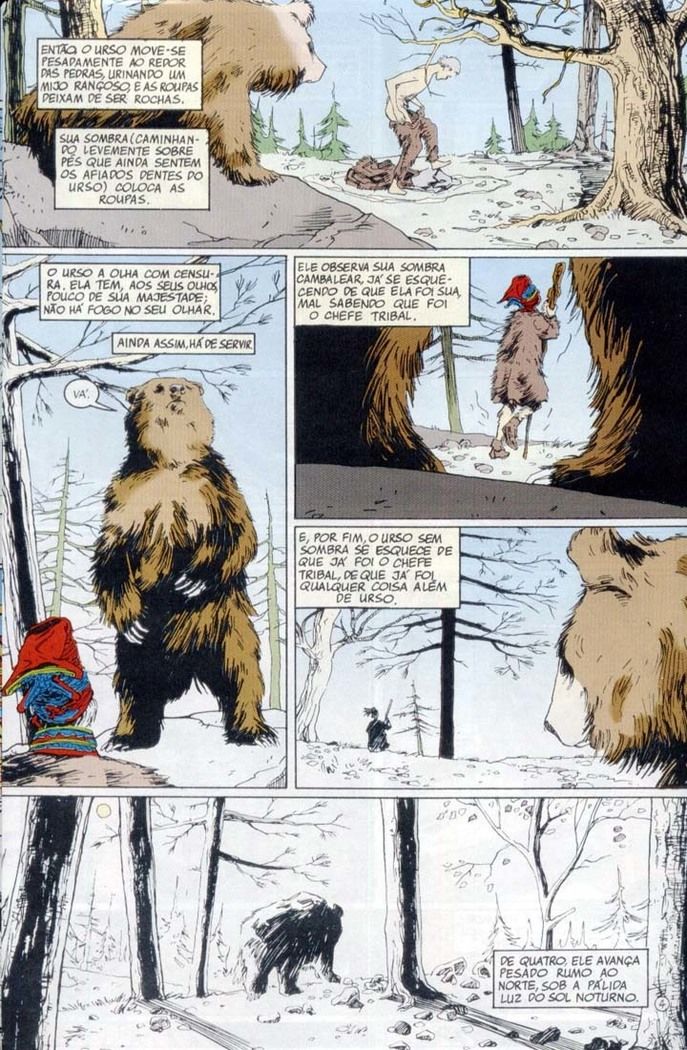 ENTÃO, O URSO MOVE-SE
PESADAMENTE AO REDOR
DAS PEDRAS, URINANDO UM
MIJO RANÇOSO, E AS ROUPAS
DEIXAM DE SER ROCHAS.
SUA SOMBRA (CAMINHAN-
DO LEVEMENTE SOBRE
PÉS QUE AINDA SENTEM
OS AFIADOS DENTES DO
URSO) COLOCA AS
ROUPAS.
O URSO A OLHA COM CENSU-
RA. ELA TEM, AOS SEUS OLHOS,
POUCO DE SUA MAJESTADE;
NÃO HÁ FOGO NO SEU OLHAR.
AINDA ASSIM, HÁ DE SERVIR.
VÁ.
ELE OBSERVA SUA SOMBRA
CAMBALEAR, JÁ SE ESQUE-
CENDO DE QUE ELA FOI SUA,
MAL SABENDO QUE FOI
O CHEFE TRIBAL.
E, POR FIM, O URSO SEM
SOMBRA SE ESQUECE DE
QUE JÁ FOI O CHEFE
TRIBAL, DE QUE JÁ FOI
QUALQUER COISA ALÉM
DE URSO.
DE QUATRO, ELE AVANÇA
PESADO RUMO AO
NORTE, SOB A PÁLIDA
LUZ DO SOL NOTURNO.